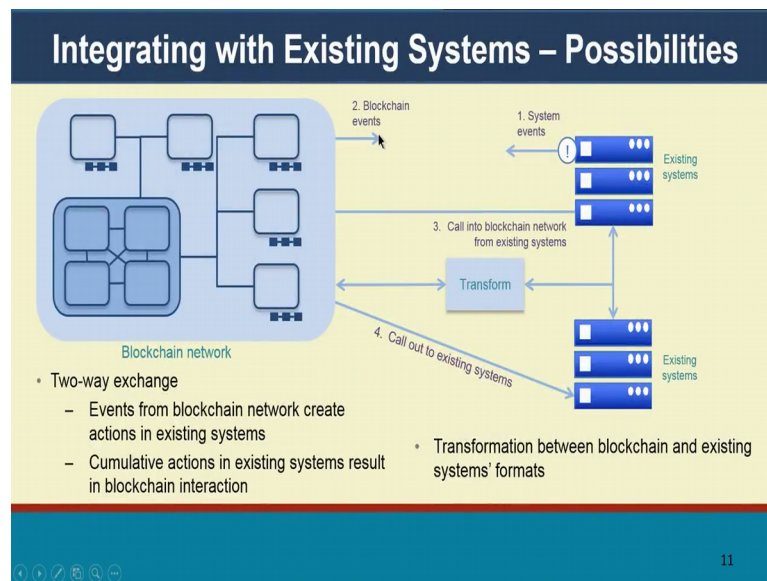 Integrating with Existing Systems – Possibilities
2. Blockchain
events
1. System
events
!
Existing
systems
3. Call into blockchain network
from existing systems
Transform
4. Call out to existing systems
Existing
systems
Blockchain network
• Two-way exchange
– Events from blockchain network create
actions in existing systems
– Cumulative actions in existing systems result
in blockchain interaction
• Transformation between blockchain and existing
systems’ formats
11